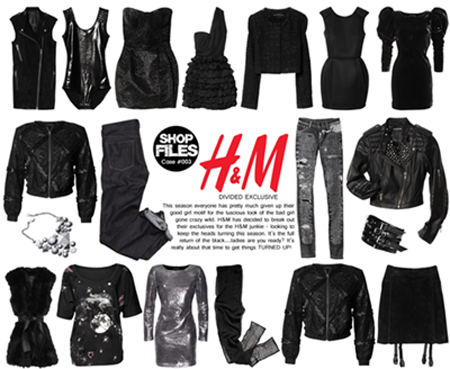 SHOP
FILES
Case #003
H&M
DIVIDED EXCLUSIVE
This season everyone has pretty much given up their
good girl motif for the luscious look of the bad girl
gone crazy wild. H&M has decided to break out
their exclusives for the H&M junkie - looking to
keep the heads turning this season. It's the full
return of the black....ladies are you ready? It's
really about that time to get things TURNED UP!